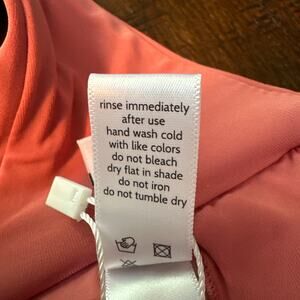 rinse immediately
after use
hand wash cold
with like colors
do not bleach
dry flat in shade
do not iron
do not tumble dry